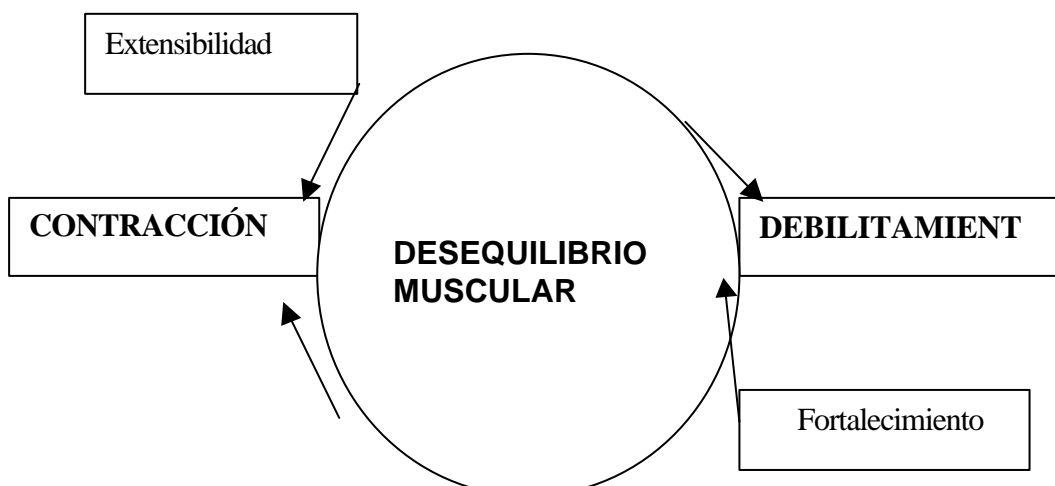 Extensibilidad
CONTRACCIÓN
DESEQUILIBRIO
MUSCULAR
DEBILITAMIENT
Fortalecimiento